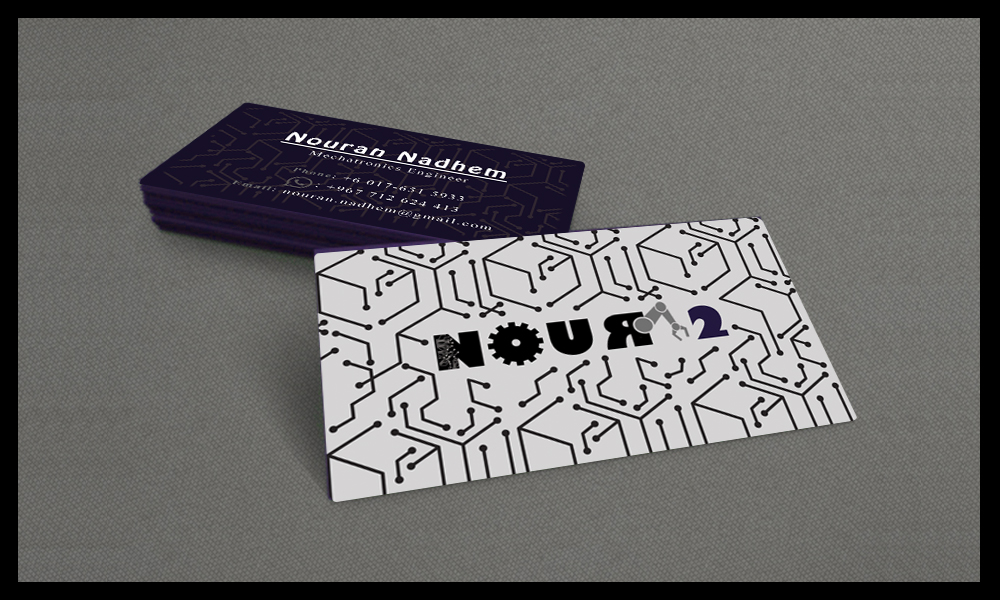 Nouran Nadhem
Mechatronics Engineer
Phone: +6 017-631 3933
: +967 712 624 413
Email: nouran.nadhem@gmail.com
NOUR 2